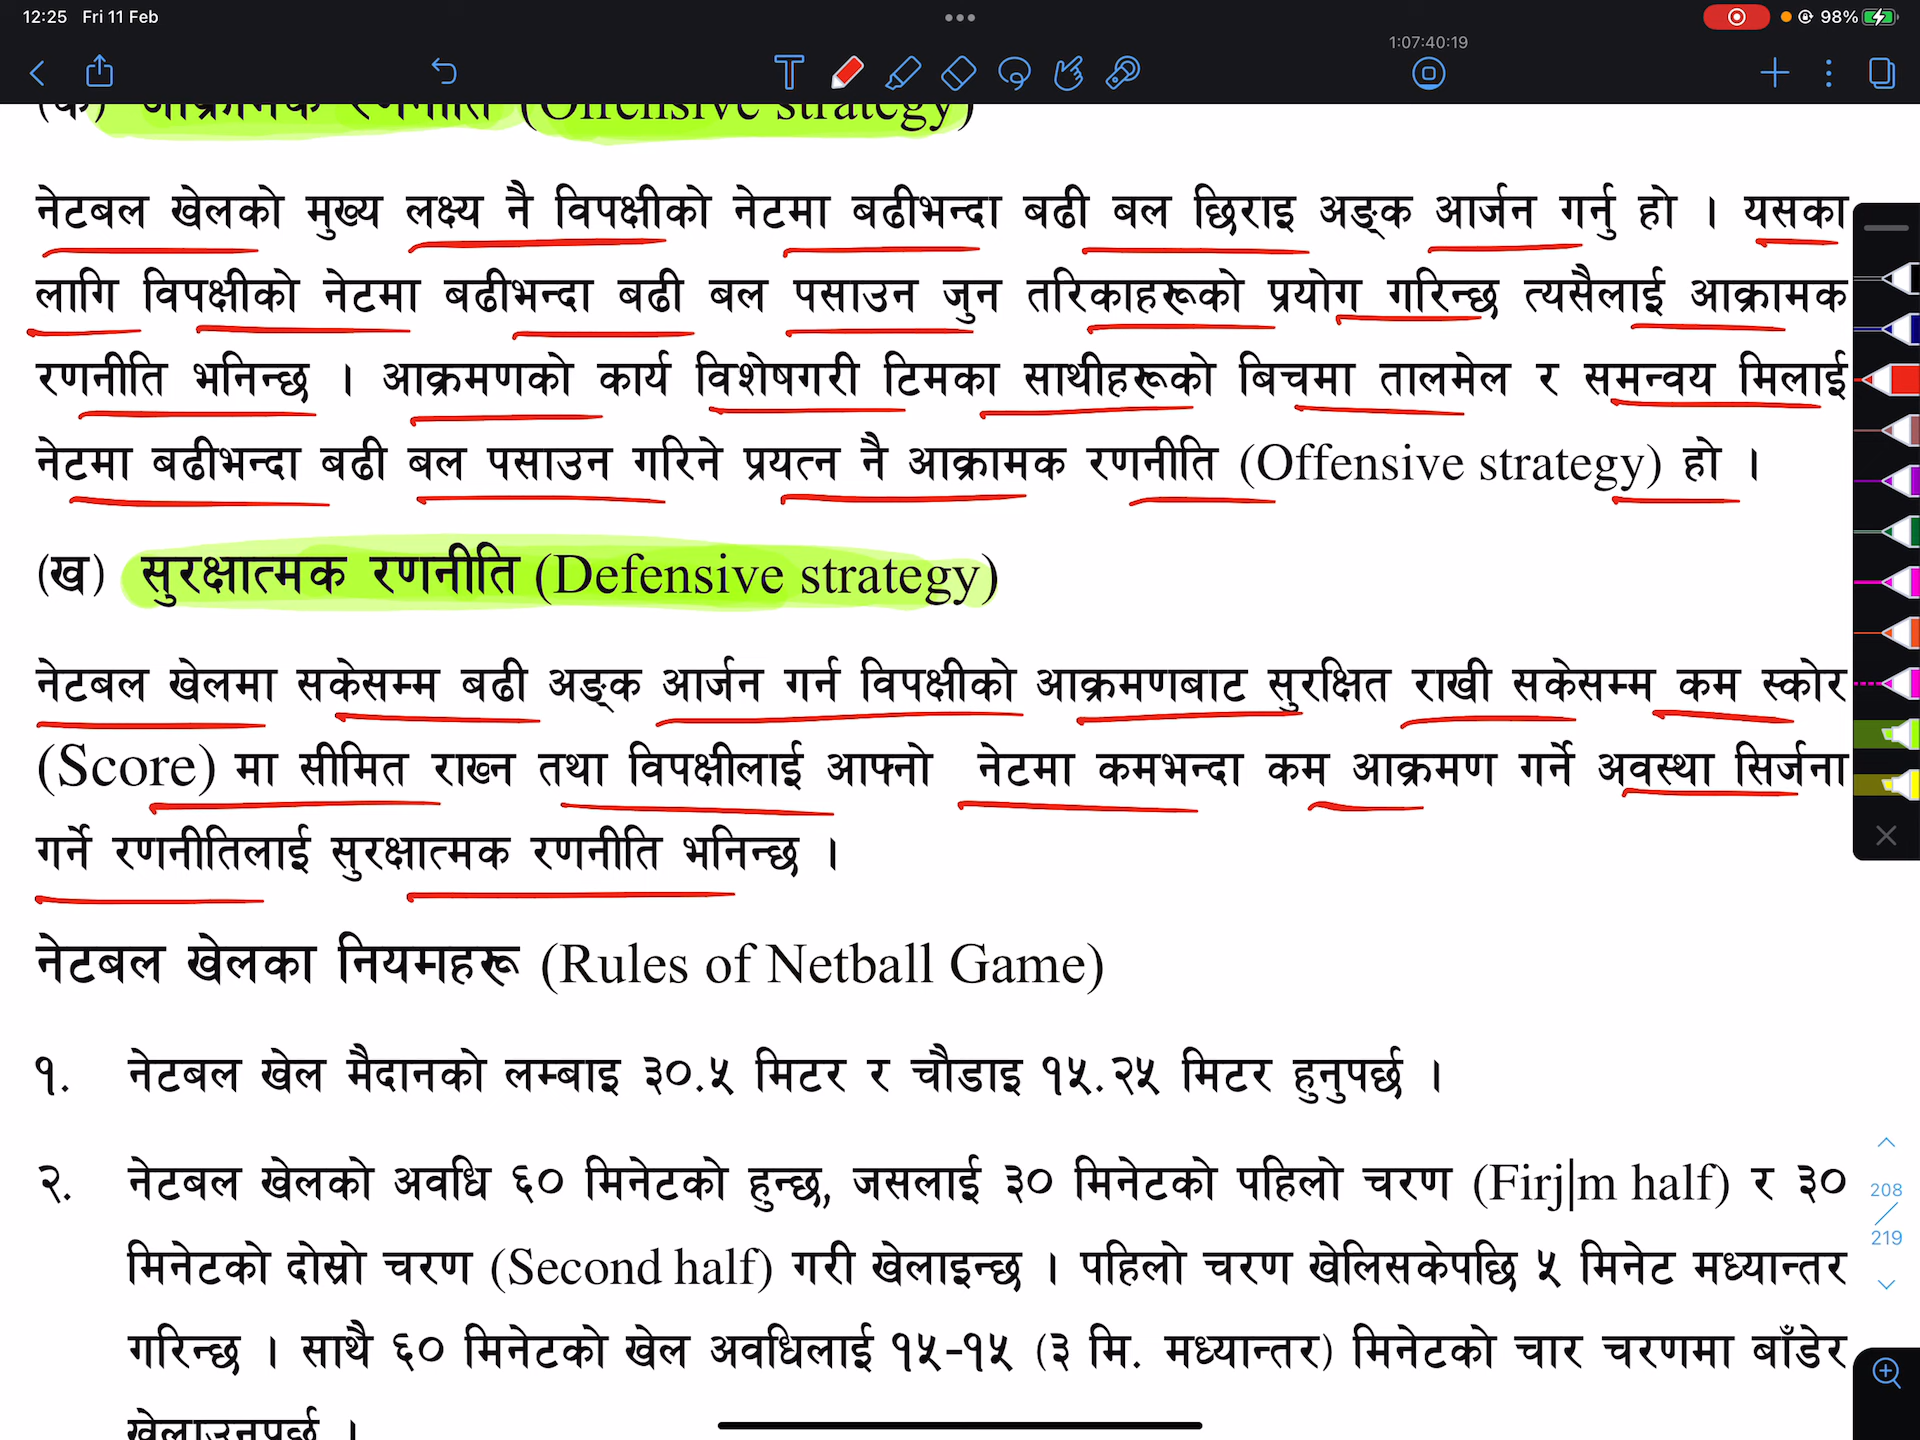 12:25 Fri 11 Feb
98%
1:07:40:19
(क) आक्रामक रणनीति (Offensive strategy)
नेटबल खेलको मुख्य लक्ष्य नै विपक्षीको नेटमा बढीभन्दा बढी बल छिराइ अङ्क आर्जन गर्नु हो । यसका
लागि विपक्षीको नेटमा बढीभन्दा बढी बल पसाउन जुन तरिकाहरूको प्रयोग गरिन्छ त्यसैलाई आक्रामक
रणनीति भनिन्छ । आक्रमणको कार्य विशेषगरी टिमका साथीहरूको बिचमा तालमेल र समन्वय मिलाई
नेटमा बढीभन्दा बढी बल पसाउन गरिने प्रयत्न नै आक्रामक रणनीति (Offensive strategy) हो ।
(ख) सुरक्षात्मक रणनीति (Defensive strategy)
नेटबल खेलमा सकेसम्म बढी अङ्क आर्जन गर्न विपक्षीको आक्रमणबाट सुरक्षित राखी सकेसम्म कम स्कोर
(Score) मा सीमित राख्न तथा विपक्षीलाई आफ्नो नेटमा कमभन्दा कम आक्रमण गर्ने अवस्था सिर्जना
गर्ने रणनीतिलाई सुरक्षात्मक रणनीति भनिन्छ ।
नेटबल खेलका नियमहरू (Rules of Netball Game)
१. नेटबल खेल मैदानको लम्बाइ ३०.५ मिटर र चौडाइ १५.२५ मिटर हुनुपर्छ ।
२. नेटबल खेलको अवधि ६० मिनेटको हुन्छ, जसलाई ३० मिनेटको पहिलो चरण (Firj|m half) र ३०
मिनेटको दोस्रो चरण (Second half) गरी खेलाइन्छ । पहिलो चरण खेलिसकेपछि ५ मिनेट मध्यान्तर
गरिन्छ । साथै ६० मिनेटको खेल अवधिलाई १५-१५ (३ मि. मध्यान्तर) मिनेटको चार चरणमा बाँडेर
खेलाउनुपर्छ ।
208
219